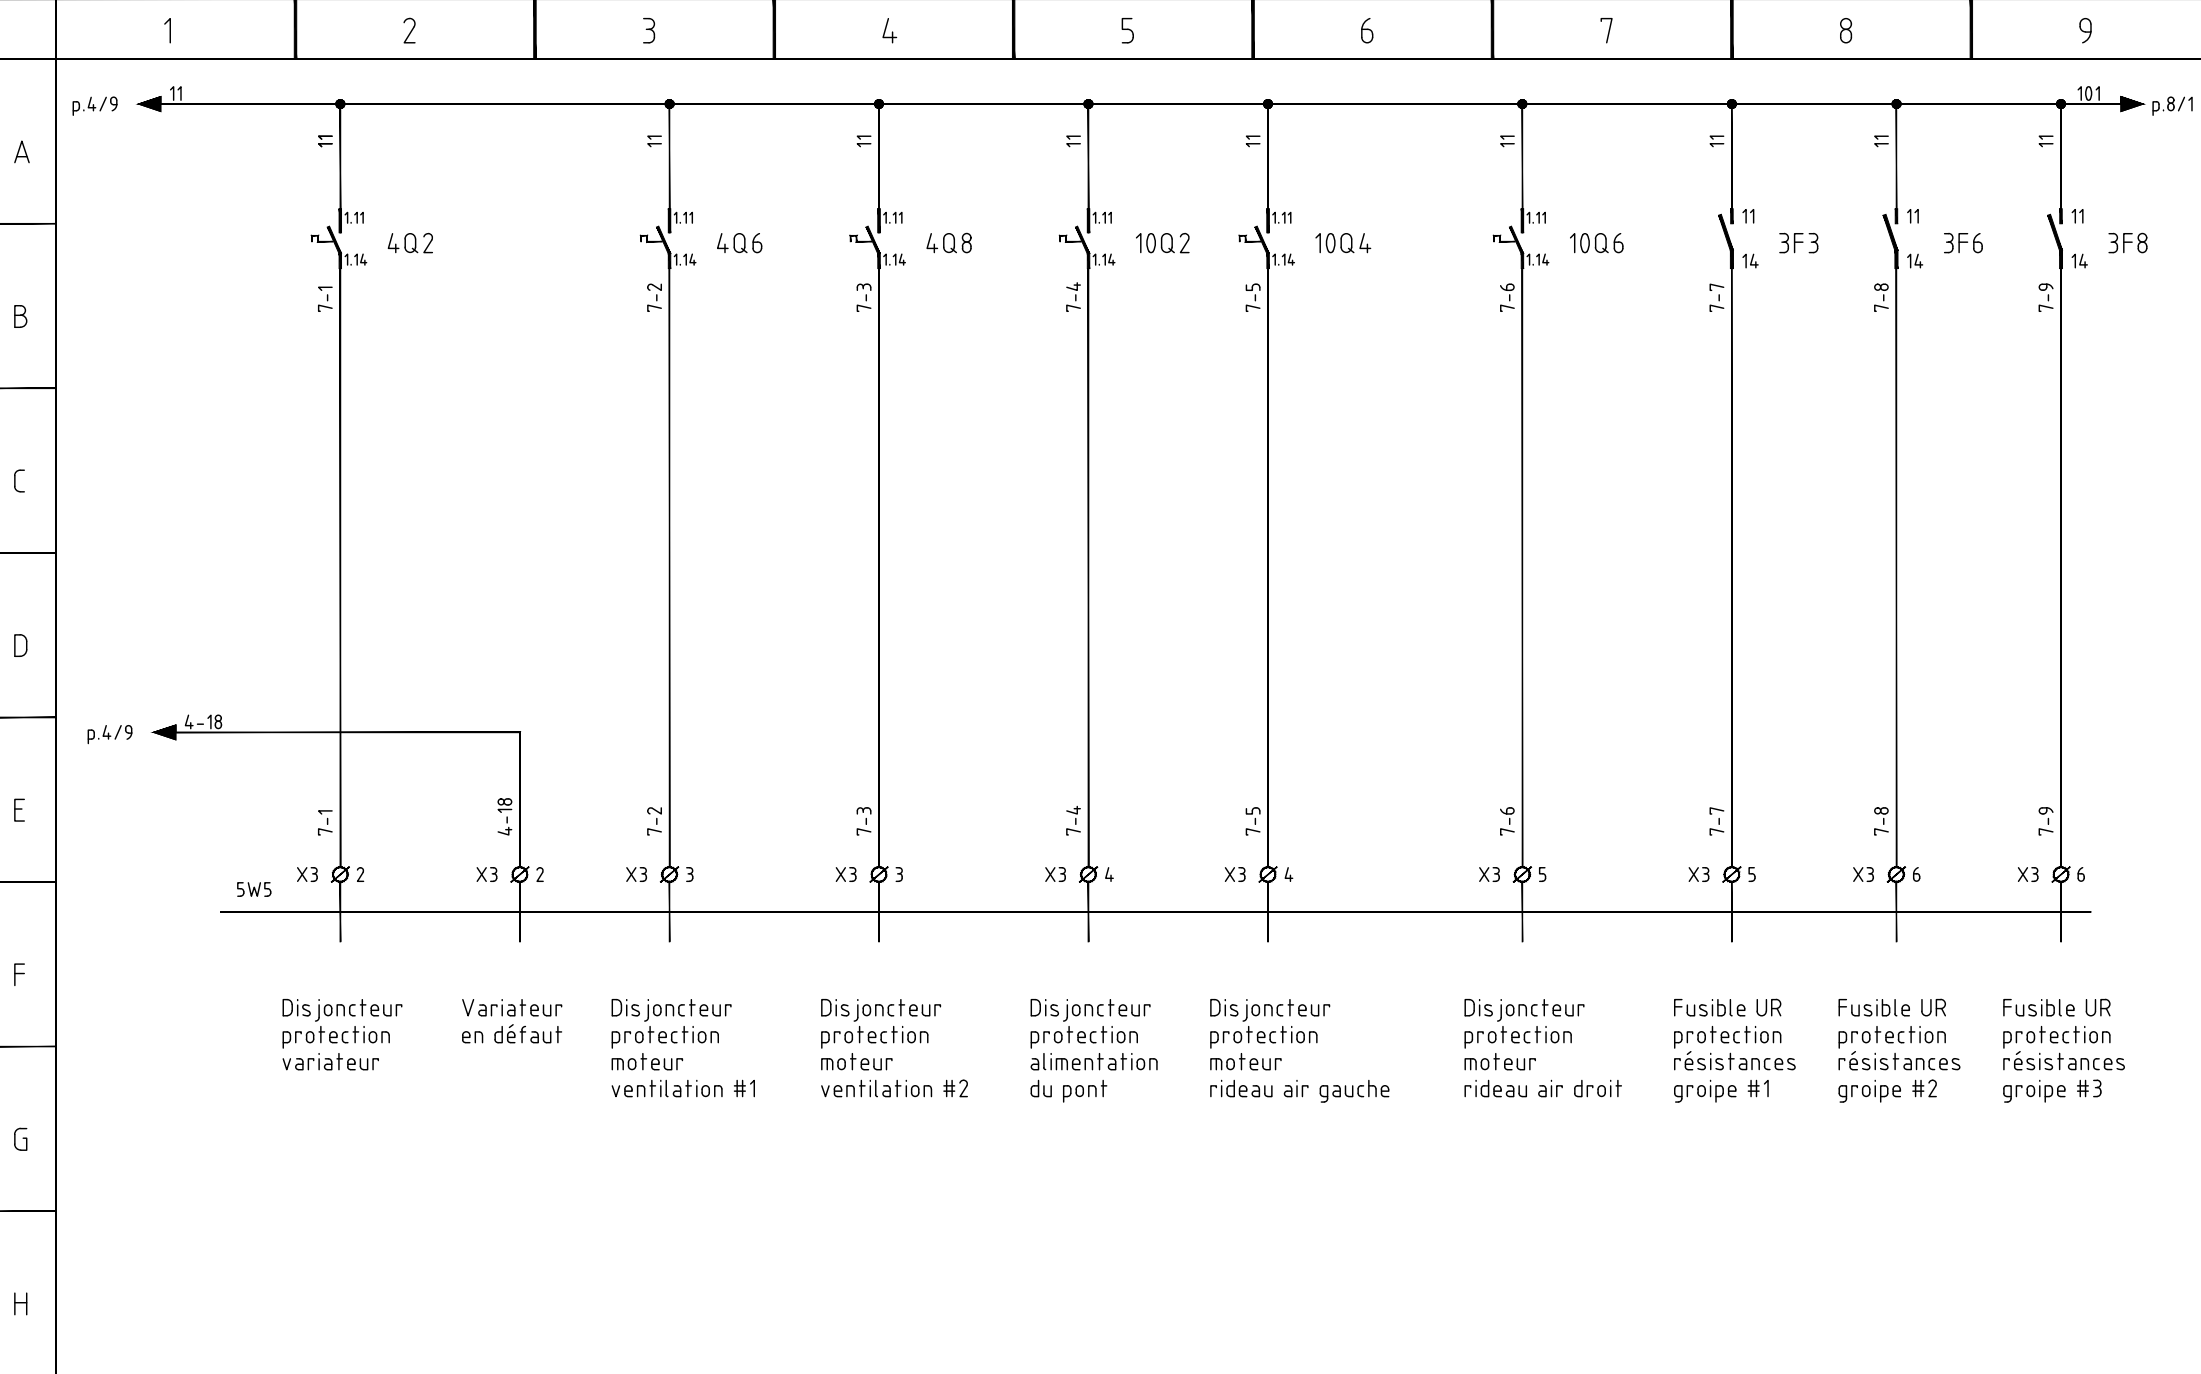 1 2 3 4 5 6 7 8 9
p.4/9 11 101 p.8/1
A
11 11 11 11 11 11 11 11 11
1.11 1.11 1.11 1.11 1.11 1.11 11 11 11
4Q2 4Q6 4Q8 10Q2 10Q4 10Q6 3F3 3F6 3F8
1.14 1.14 1.14 1.14 1.14 1.14 14 14 14
7-1 7-2 7-3 7-4 7-5 7-6 7-7 7-8 7-9
B
C
D
p.4/9 4-18
E
7-1 4-18 7-2 7-3 7-4 7-5 7-6 7-7 7-8 7-9
X3 2 X3 2 X3 3 X3 3 X3 4 X3 4 X3 5 X3 5 X3 6 X3 6
5W5
F
Disjoncteur
protection
variateur
Variateur
en défaut
Disjoncteur
protection
moteur
ventilation #1
Disjoncteur
protection
moteur
ventilation #2
Disjoncteur
protection
alimentation
du pont
Disjoncteur
protection
moteur
rideau air gauche
Disjoncteur
protection
moteur
rideau air droit
Fusible UR
protection
résistances
groipe #1
Fusible UR
protection
résistances
groipe #2
Fusible UR
protection
résistances
groipe #3
G
H